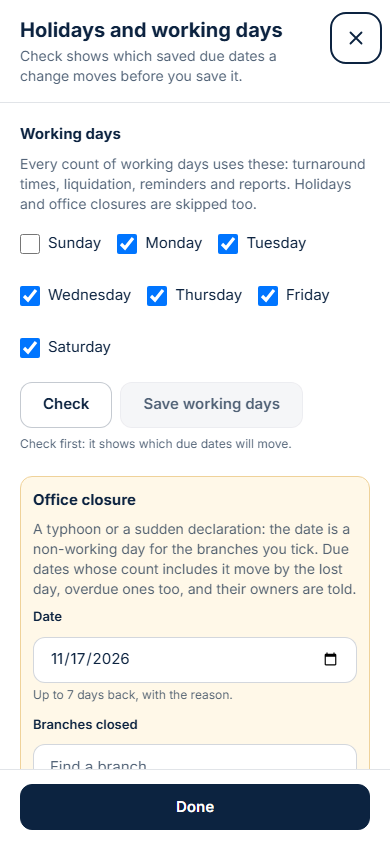 Holidays and working days
Check shows which saved due dates a
change moves before you save it.
Working days
Every count of working days uses these: turnaround
times, liquidation, reminders and reports. Holidays
and office closures are skipped too.
Sunday Monday Tuesday
Wednesday Thursday Friday
Saturday
Check Save working days
Check first: it shows which due dates will move.
Office closure
A typhoon or a sudden declaration: the date is a
non-working day for the branches you tick. Due
dates whose count includes it move by the lost
day, overdue ones too, and their owners are told.
Date
11/17/2026
Up to 7 days back, with the reason.
Branches closed
Find a branch
Done